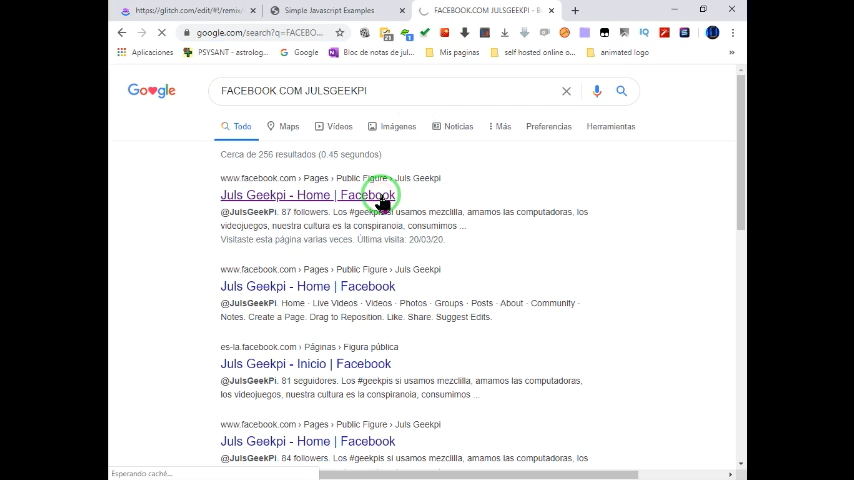 https://glitch.com/edit/#!/remix
Simple Javascript Examples
FACEBOOK.COM JULSGEEKPI - B
google.com/search?q=FACEBO...
Aplicaciones
PSYANT - astrolog...
Google
Bloc de notas de jul...
Mis paginas
self hosted online o...
animated logo
FACEBOOK COM JULSGEEKPI
Todo
Maps
Vídeos
Imágenes
Noticias
Más
Preferencias
Herramientas
Cerca de 256 resultados (0.45 segundos)
www.facebook.com › Pages › Public Figure › Juls Geekpi
Juls Geekpi - Home | Facebook
@JulsGeekPi. 87 followers. Los #geekpis si usamos mezclilla, amamos las computadoras, los
videojuegos, nuestra cultura es la conspiranoia, consumimos ...
Visitaste esta página varias veces. Última visita: 20/03/20.
www.facebook.com › Pages › Public Figure › Juls Geekpi
Juls Geekpi - Home | Facebook
@JulsGeekPi. Home · Live Videos · Videos · Photos · Groups · Posts · About · Community ·
Notes. Create a Page. Drag to Reposition. Like. Share. Suggest Edits.
es-la.facebook.com › Páginas › Figura pública
Juls Geekpi - Inicio | Facebook
@JulsGeekPi. 81 seguidores. Los #geekpis si usamos mezclilla, amamos las computadoras,
los videojuegos, nuestra cultura es la conspiranoia, consumimos ...
www.facebook.com › Pages › Public Figure › Juls Geekpi
Juls Geekpi - Home | Facebook
@JulsGeekPi. 84 followers. Los #geekpis si usamos mezclilla, amamos las computadoras, los
Esperando caché...